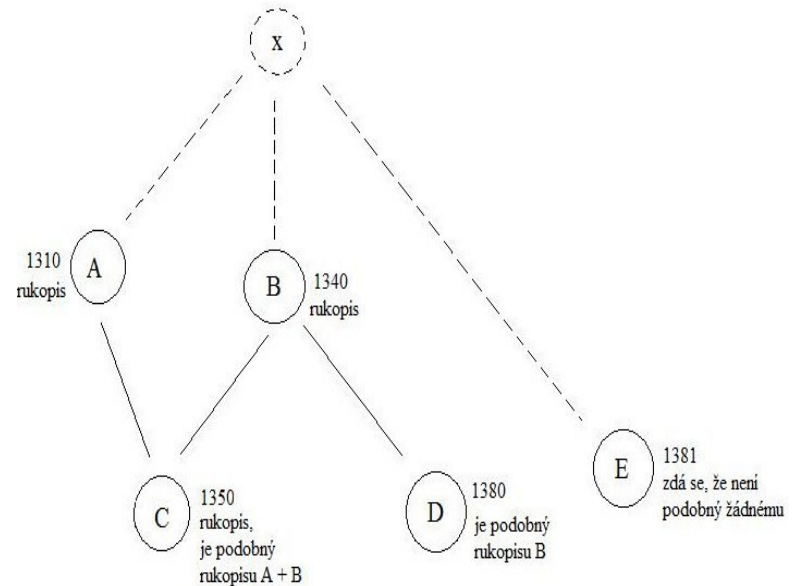 x
1310
rukopis
A
B
1340
rukopis
C
1350
rukopis,
je podobný
rukopisu A + B
D
1380
je podobný
rukopisu B
E
1381
zdá se, že není
podobný žádnému